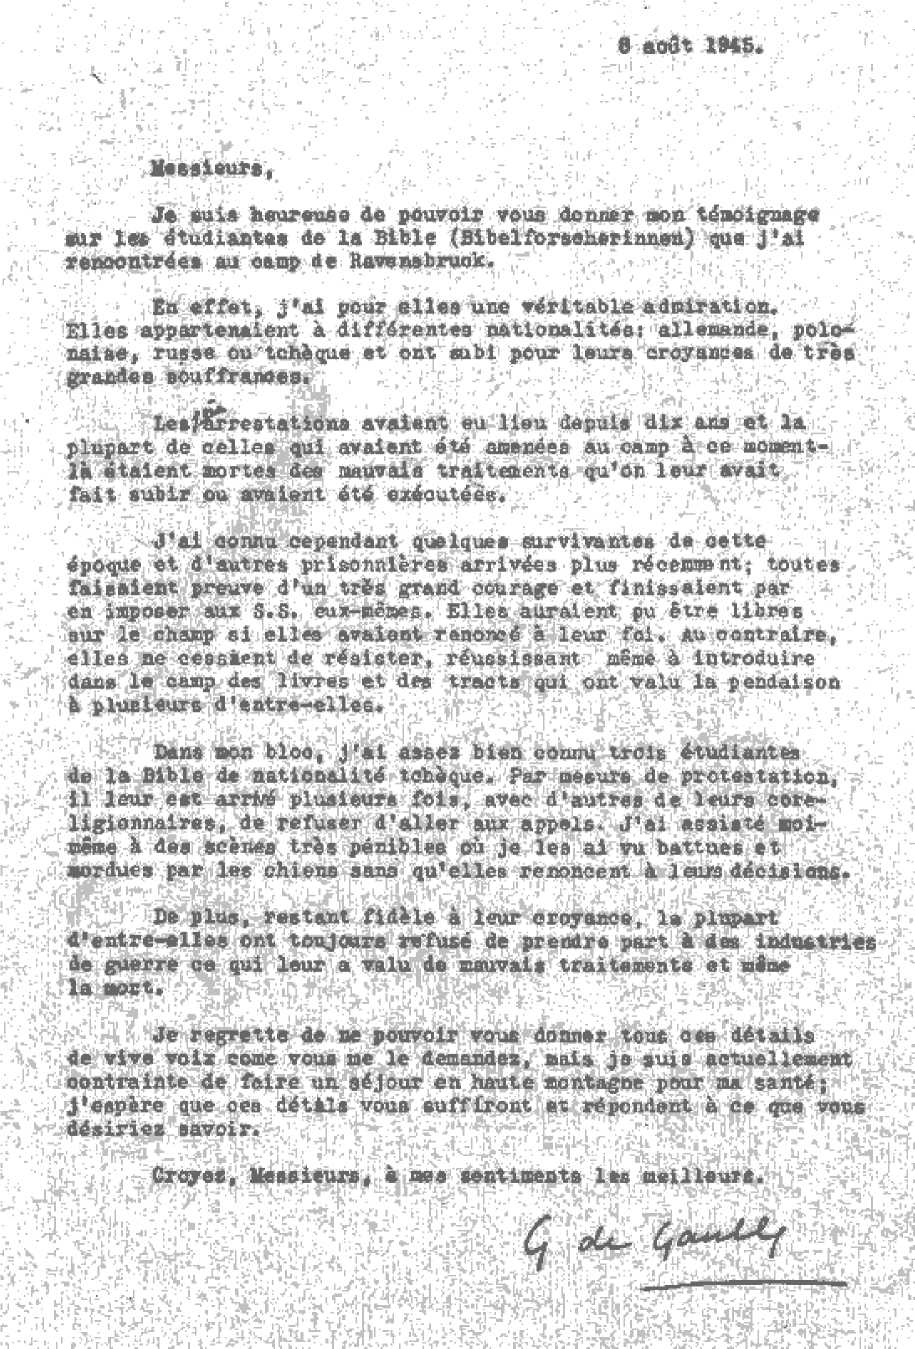 8 août 1945.
Messieurs,
Je suis heureuse de pouvoir vous donner mon témoignage
sur les étudiantes de la Bible (Bibelforscherinnen) que j'ai
rencontrées au camp de Ravensbruck.
En effet, j'ai pour elles une véritable admiration.
Elles appartenaient à différentes nationalités: allemande, polo-
naise, russe ou tchèque et ont subi pour leurs croyances de très
grandes souffrances.
Les arrestations avaient eu lieu depuis dix ans et la
plupart de celles qui avaient été amenées au camp à ce moment-
là étaient mortes des mauvais traitements qu'on leur avait
fait subir ou avaient été exécutées.
J'ai connu cependant quelques survivantes de cette
époque et d'autres prisonnières arrivées plus récemment; toutes
faisaient preuve d'un très grand courage et finissaient par
en imposer aux S.S. eux-mêmes. Elles auraient pu être libres
sur le champ si elles avaient renoncé à leur foi. Au contraire,
elles ne cessaient de résister, réussissant même à introduire
dans le camp des livres et des tracts qui ont valu la pendaison
à plusieurs d'entre-elles.
Dans mon bloc, j'ai assez bien connu trois étudiantes
de la Bible de nationalité tchèque. Par mesure de protestation,
il leur est arrivé plusieurs fois, avec d'autres de leurs core-
ligionnaires, de refuser d'aller aux appels. J'ai assisté moi-
même à des scènes très pénibles où je les ai vu battues et
mordues par les chiens sans qu'elles renoncent à leurs décisions.
De plus, restant fidèle à leur croyance, la plupart
d'entre-elles ont toujours refusé de prendre part à des industries
de guerre ce qui leur a valu de mauvais traitements et même
la mort.
Je regrette de ne pouvoir vous donner tous ces détails
de vive voix come vous me le demandez, mais je suis actuellement
contrainte de faire un séjour en haute montagne pour ma santé;
j'espère que ces détails vous suffiront et répondent à ce que vous
désiriez savoir.
Croyez, Messieurs, à mes sentiments les meilleurs.
G de Gaulle